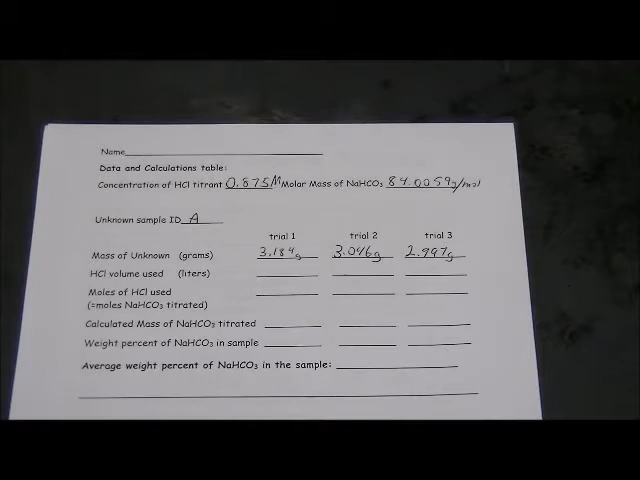 Name
Data and Calculations table:
Concentration of HCl titrant 0.875M Molar Mass of NaHCO3 84.0059g/mol
Unknown sample ID A
trial 1 trial 2 trial 3
Mass of Unknown (grams) 3.184g 3.046g 2.997g
HCl volume used (liters)
Moles of HCl used
(=moles NaHCO3 titrated)
Calculated Mass of NaHCO3 titrated
Weight percent of NaHCO3 in sample
Average weight percent of NaHCO3 in the sample: